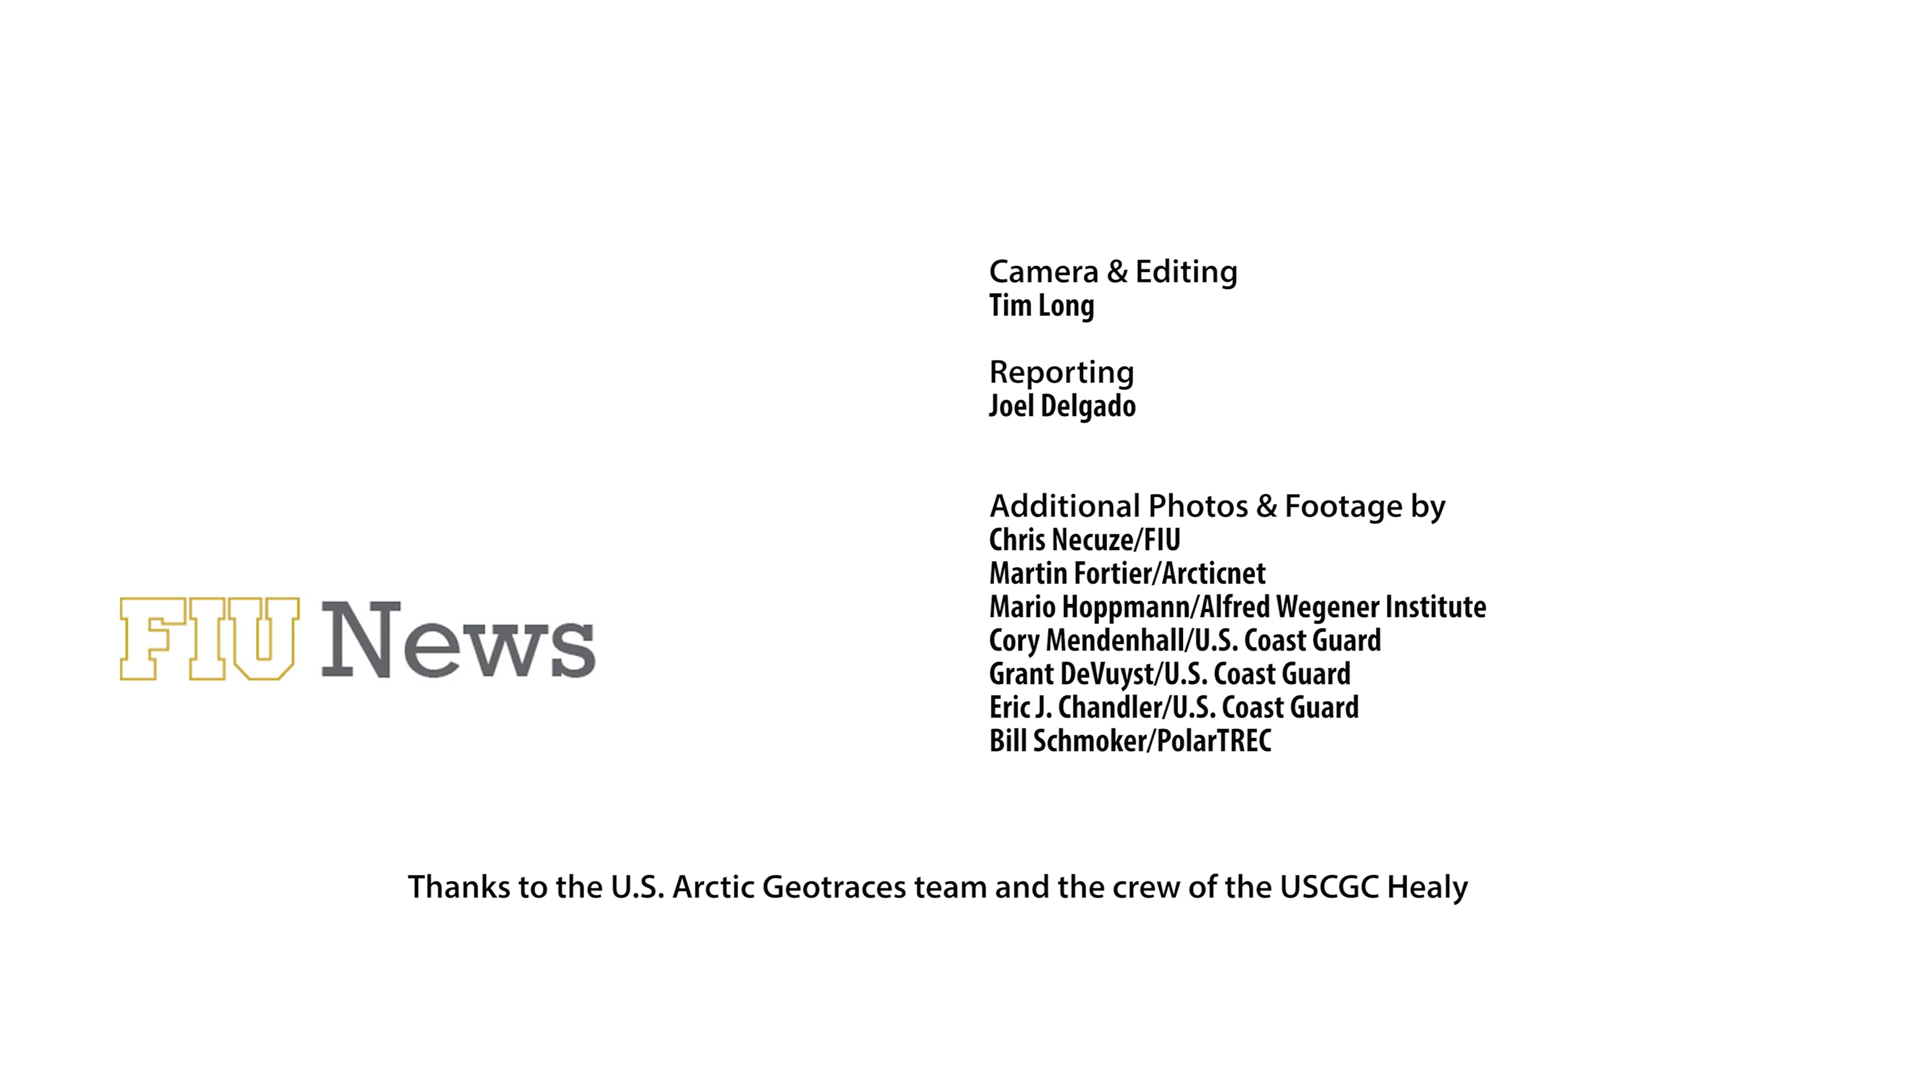 Camera & Editing
Tim Long
Reporting
Joel Delgado
Additional Photos & Footage by
Chris Necuze/FIU
Martin Fortier/Arcticnet
Mario Hoppmann/Alfred Wegener Institute
Cory Mendenhall/U.S. Coast Guard
Grant DeVuyst/U.S. Coast Guard
Eric J. Chandler/U.S. Coast Guard
Bill Schmoker/PolarTREC
FIU News
Thanks to the U.S. Arctic Geotraces team and the crew of the USCGC Healy